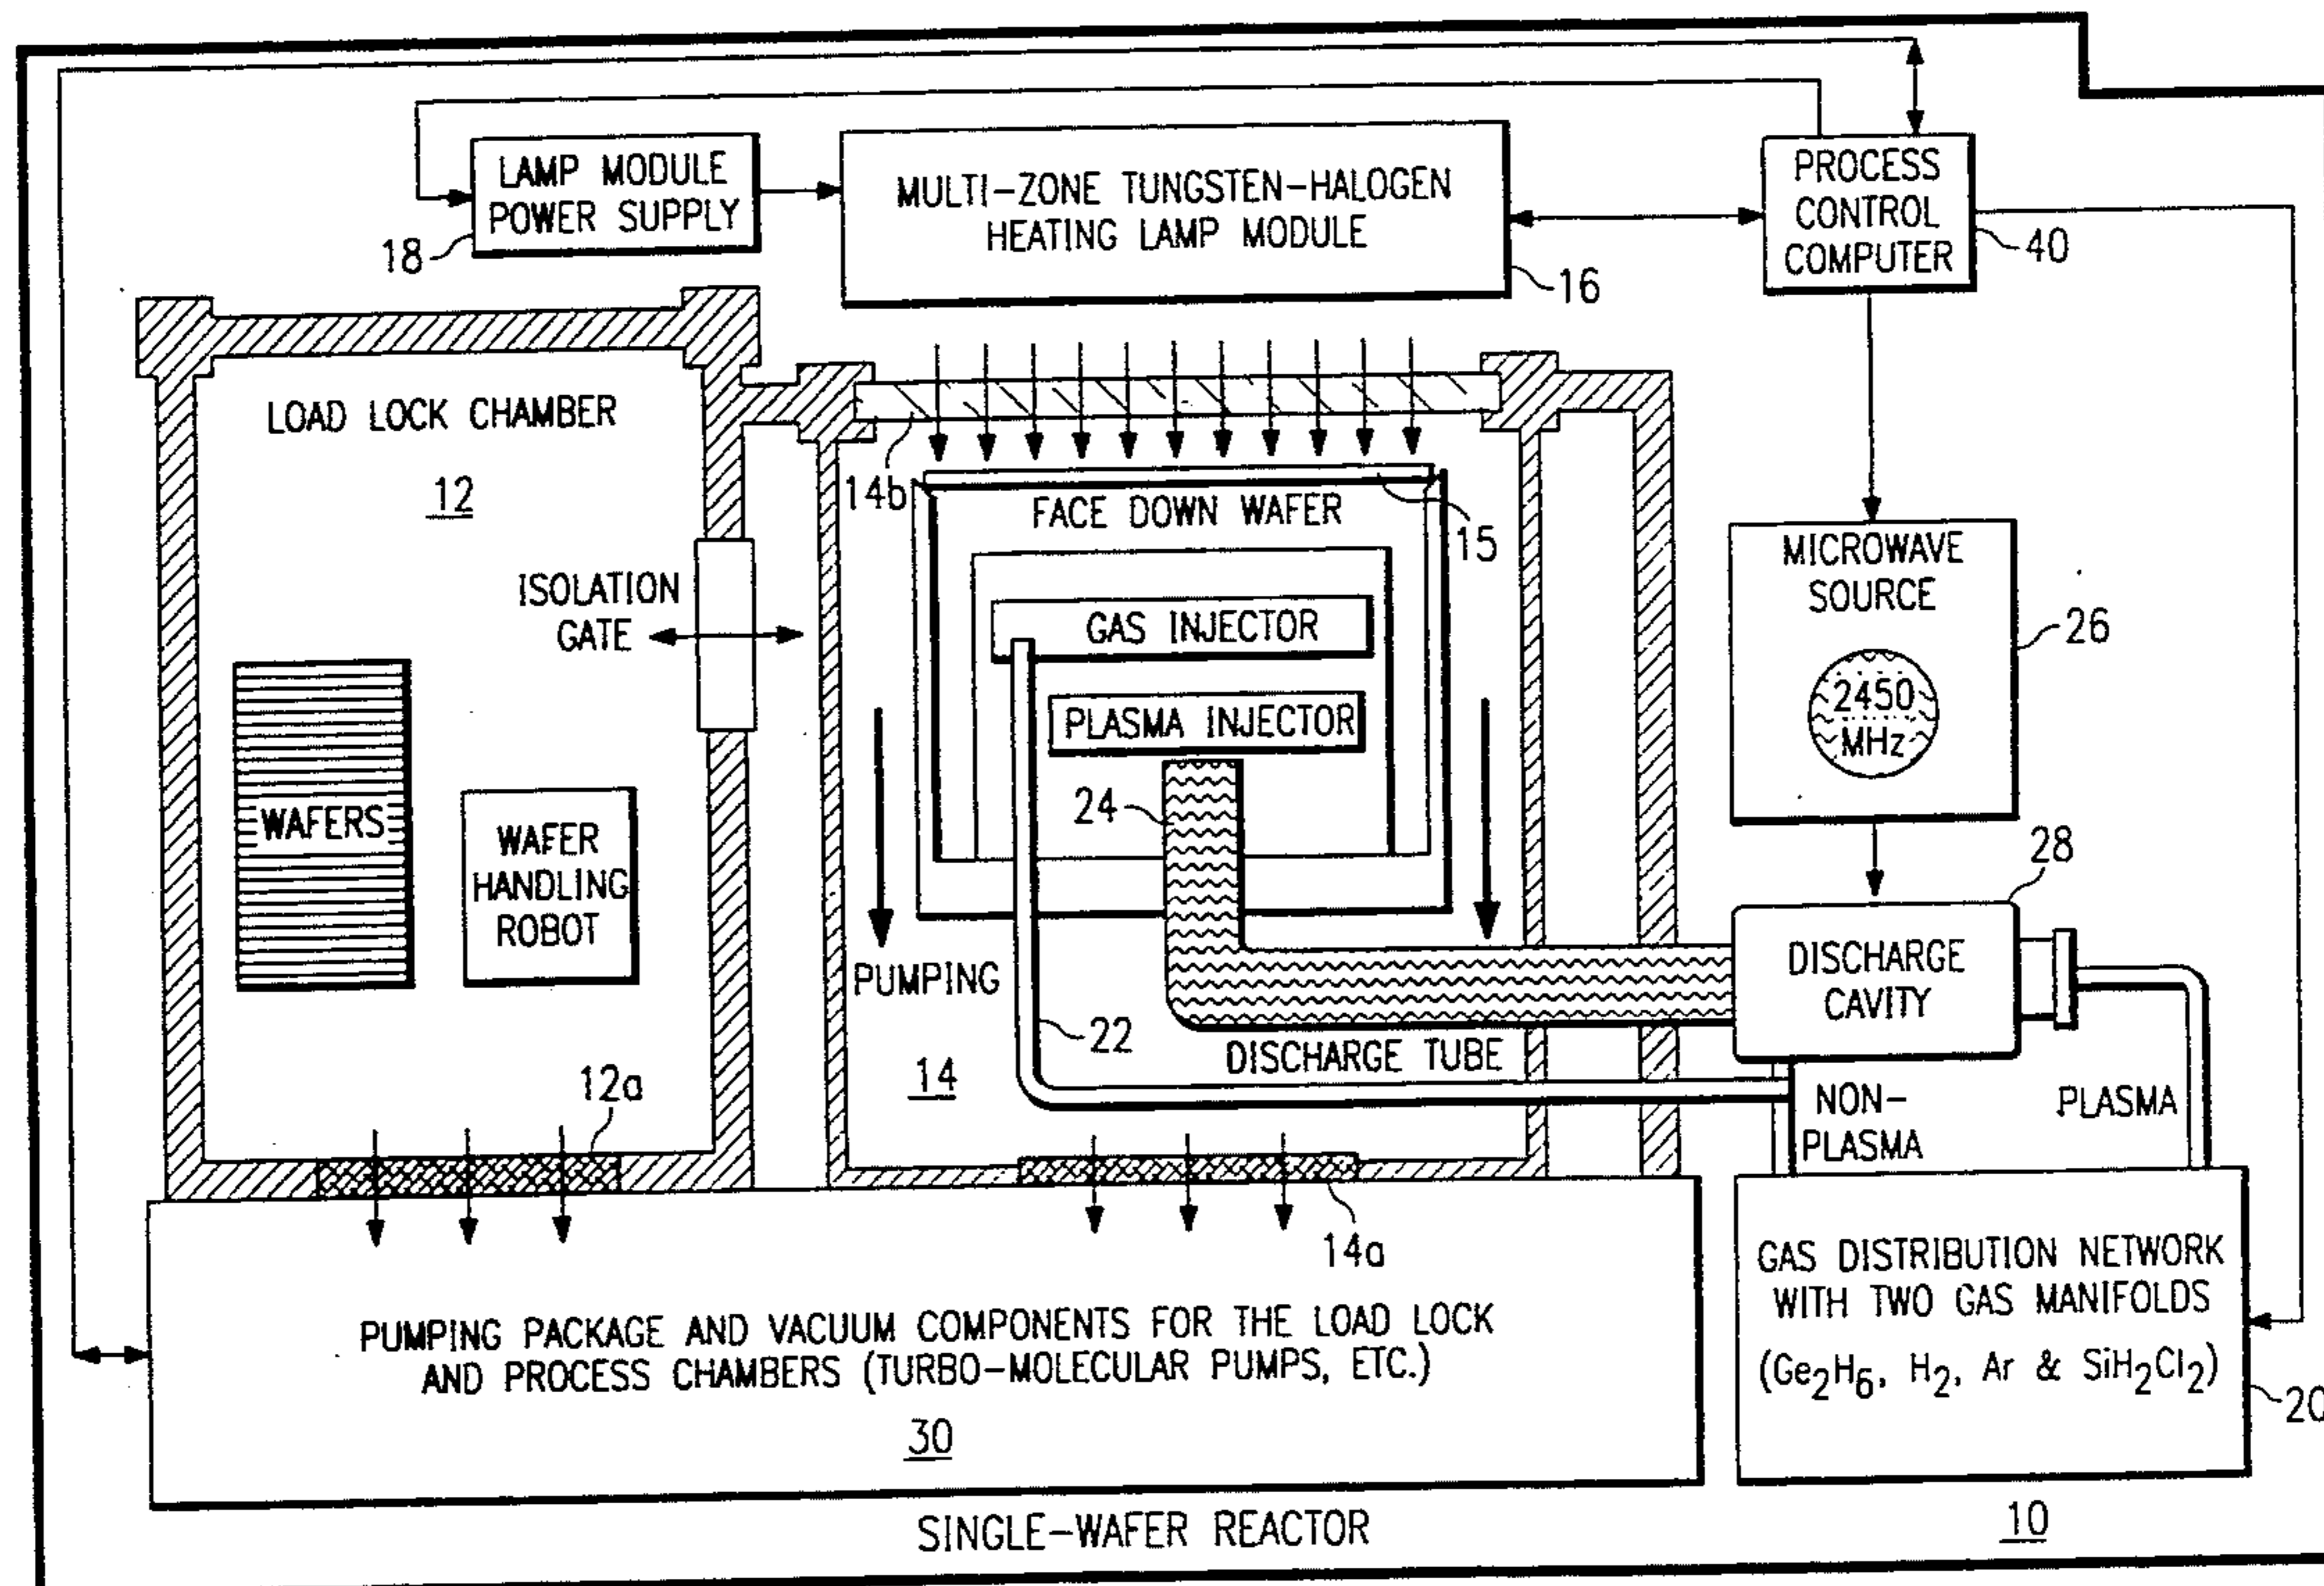 LAMP MODULE
POWER SUPPLY
18
MULTI-ZONE TUNGSTEN-HALOGEN
HEATING LAMP MODULE
16
PROCESS
CONTROL
COMPUTER
40
LOAD LOCK CHAMBER
12
14b
FACE DOWN WAFER
15
ISOLATION
GATE
GAS INJECTOR
PLASMA INJECTOR
24
MICROWAVE
SOURCE
26
2450
MHz
WAFERS
WAFER
HANDLING
ROBOT
28
DISCHARGE
CAVITY
PUMPING
22
DISCHARGE TUBE
14
12a
NON-
PLASMA
PLASMA
14a
PUMPING PACKAGE AND VACUUM COMPONENTS FOR THE LOAD LOCK
AND PROCESS CHAMBERS (TURBO-MOLECULAR PUMPS, ETC.)
30
GAS DISTRIBUTION NETWORK
WITH TWO GAS MANIFOLDS
(Ge2H6, H2, Ar & SiH2Cl2)
20
10
SINGLE-WAFER REACTOR